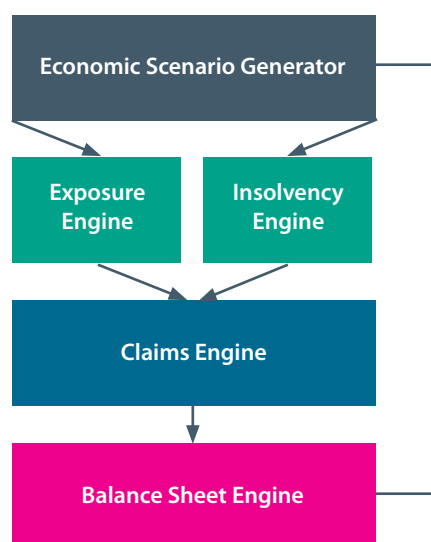 Economic Scenario Generator
Exposure
Engine
Insolvency
Engine
Claims Engine
Balance Sheet Engine